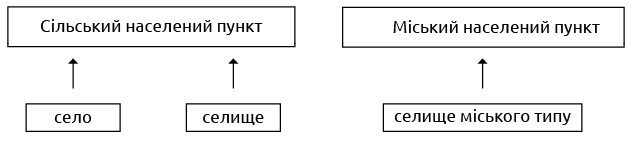 Сільський населений пункт
Міський населений пункт
село
селище
селище міського типу